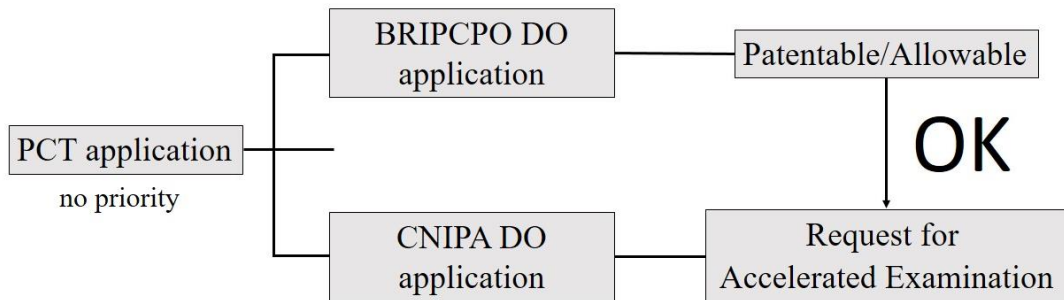 BRIPCPO DO
application
Patentable/Allowable
PCT application
no priority
OK
CNIPA DO
application
Request for
Accelerated Examination